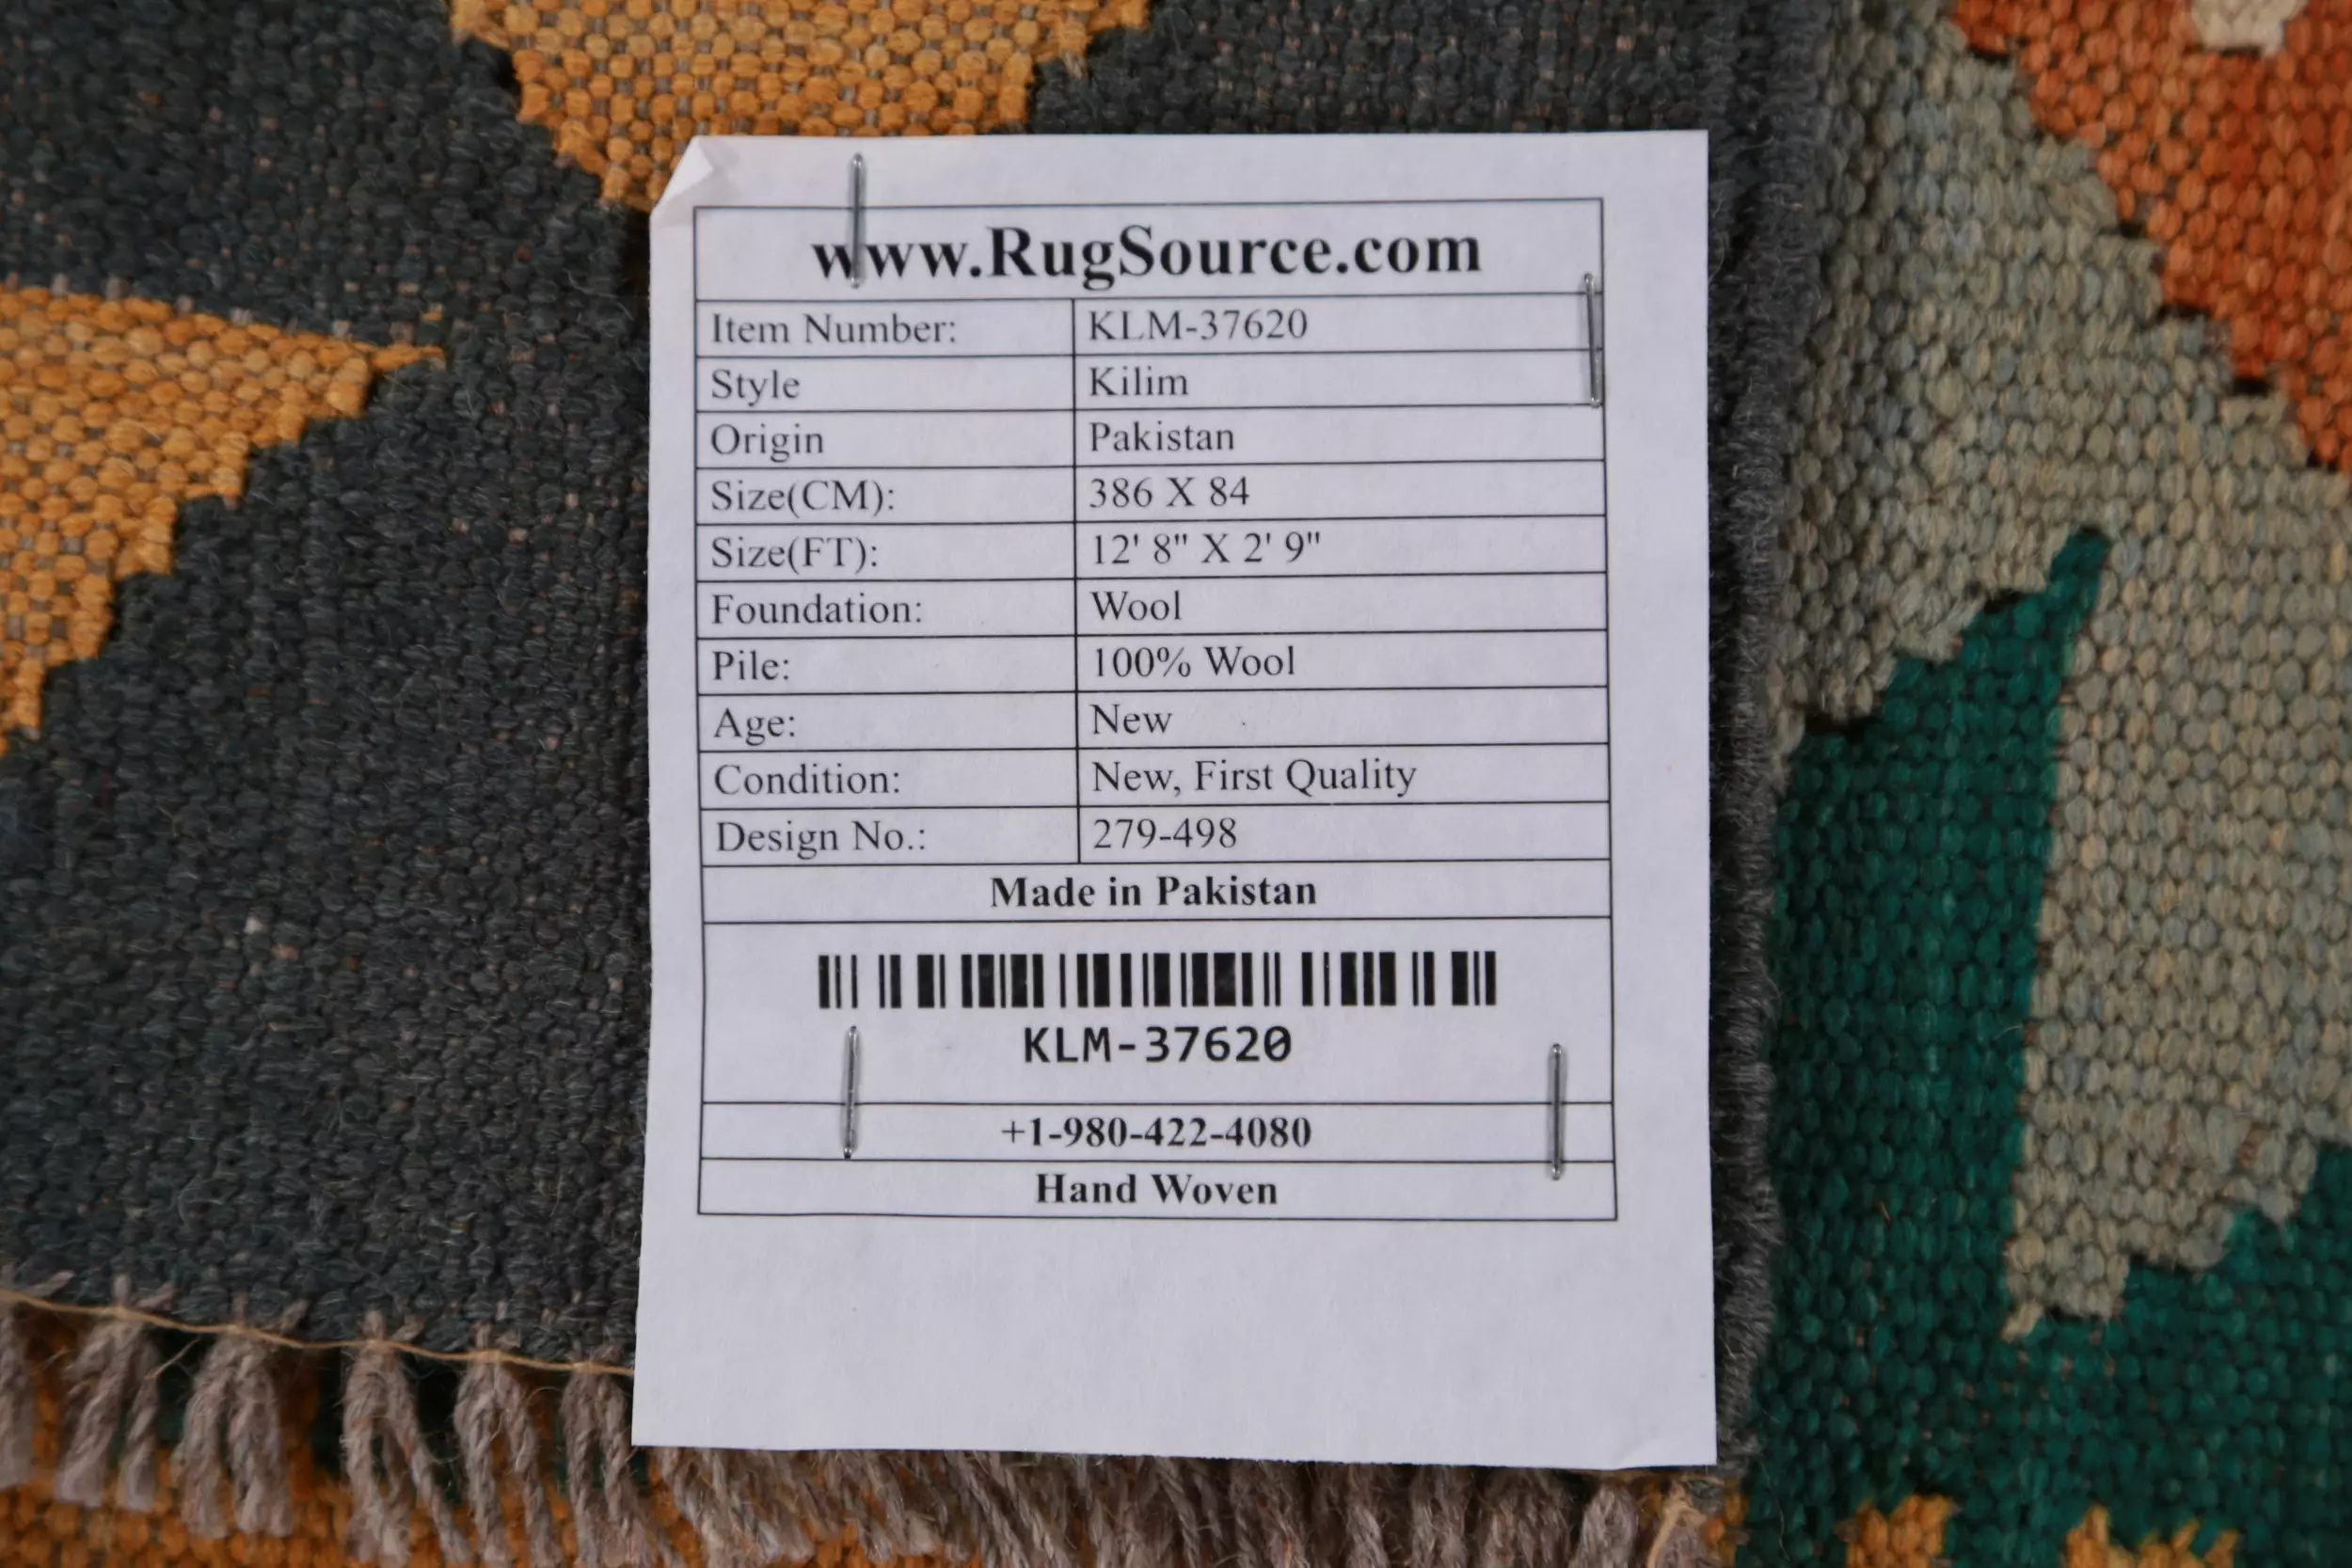 www.RugSource.com
Item Number: KLM-37620
Style Kilim
Origin Pakistan
Size(CM): 386 X 84
Size(FT): 12' 8" X 2' 9"
Foundation: Wool
Pile: 100% Wool
Age: New
Condition: New, First Quality
Design No.: 279-498
Made in Pakistan
KLM-37620
+1-980-422-4080
Hand Woven